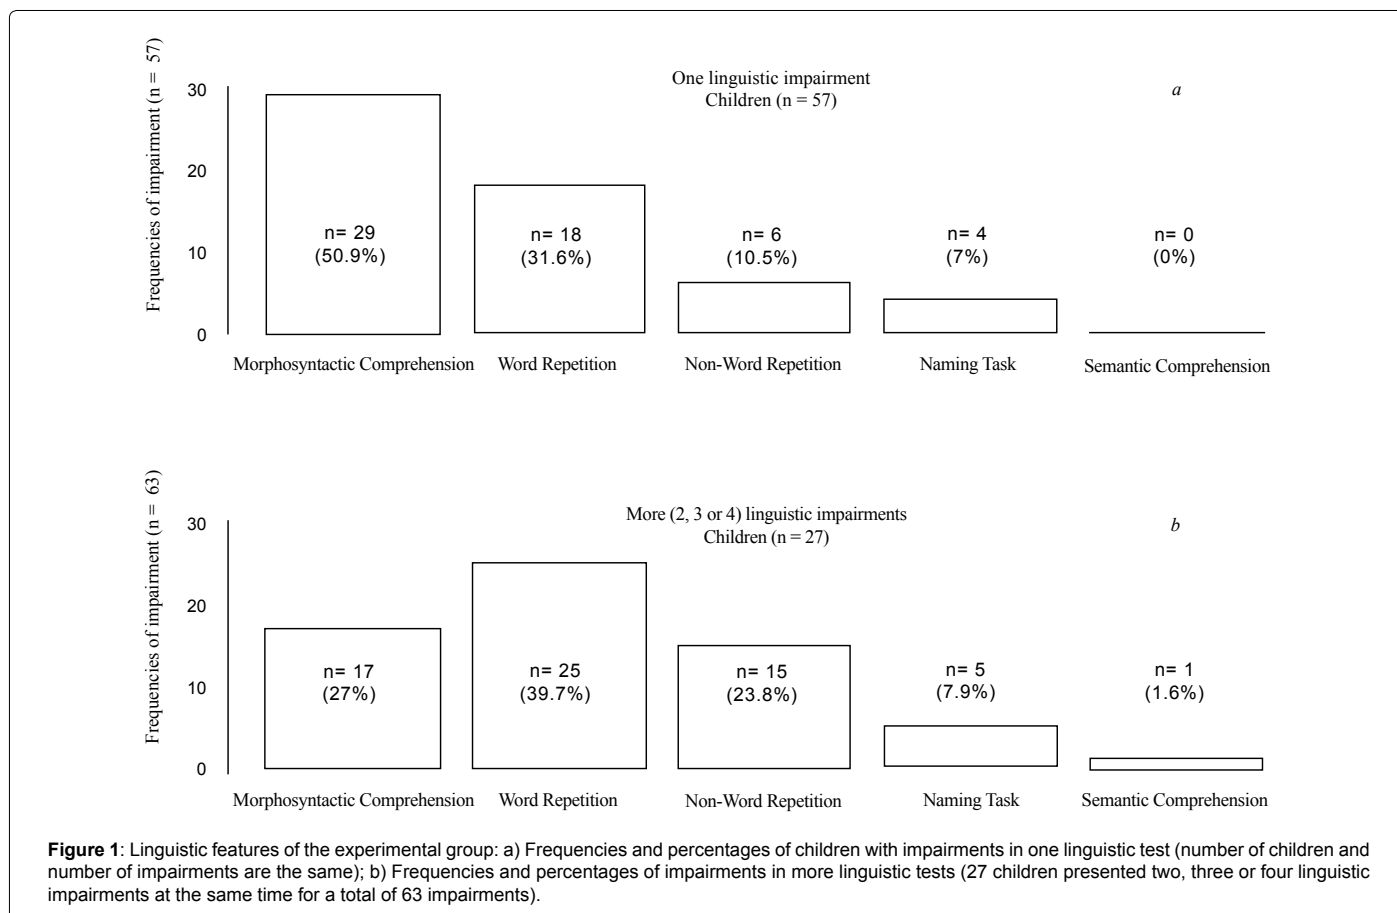 Frequencies of impairment (n = 57)
One linguistic impairment
Children (n = 57)
a
30
20
10
0
n= 29
(50.9%)
n= 18
(31.6%)
n= 6
(10.5%)
n= 4
(7%)
n= 0
(0%)
Morphosyntactic Comprehension
Word Repetition
Non-Word Repetition
Naming Task
Semantic Comprehension
Frequencies of impairment (n = 63)
More (2, 3 or 4) linguistic impairments
Children (n = 27)
b
30
20
10
0
n= 17
(27%)
n= 25
(39.7%)
n= 15
(23.8%)
n= 5
(7.9%)
n= 1
(1.6%)
Morphosyntactic Comprehension
Word Repetition
Non-Word Repetition
Naming Task
Semantic Comprehension
Figure 1: Linguistic features of the experimental group: a) Frequencies and percentages of children with impairments in one linguistic test (number of children and
number of impairments are the same); b) Frequencies and percentages of impairments in more linguistic tests (27 children presented two, three or four linguistic
impairments at the same time for a total of 63 impairments).